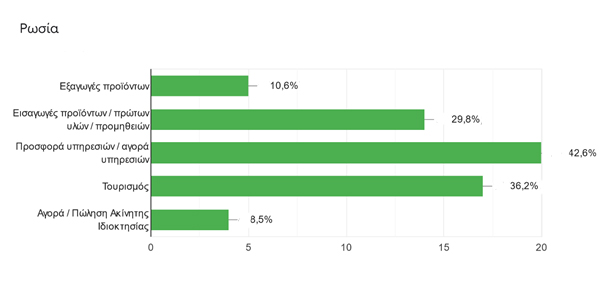 Ρωσία
Εξαγωγές προϊόντων
10,6%
Εισαγωγές προϊόντων / πρώτων
υλών / προμηθειών
29,8%
Προσφορά υπηρεσιών / αγορά
υπηρεσιών
42,6%
Τουρισμός
36,2%
Αγορά / Πώληση Ακίνητης
Ιδιοκτησίας
8,5%
0 5 10 15 20